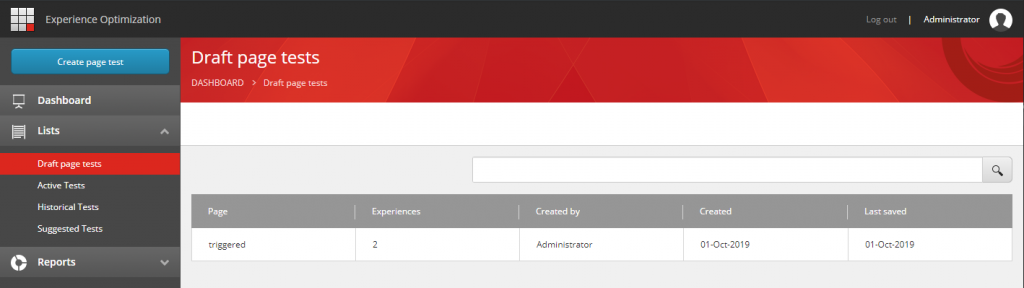 Experience Optimization
Log out | Administrator
Create page test
Dashboard
Lists
Draft page tests
Active Tests
Historical Tests
Suggested Tests
Reports
Draft page tests
DASHBOARD > Draft page tests
Page Experiences Created by Created Last saved
triggered 2 Administrator 01-Oct-2019 01-Oct-2019